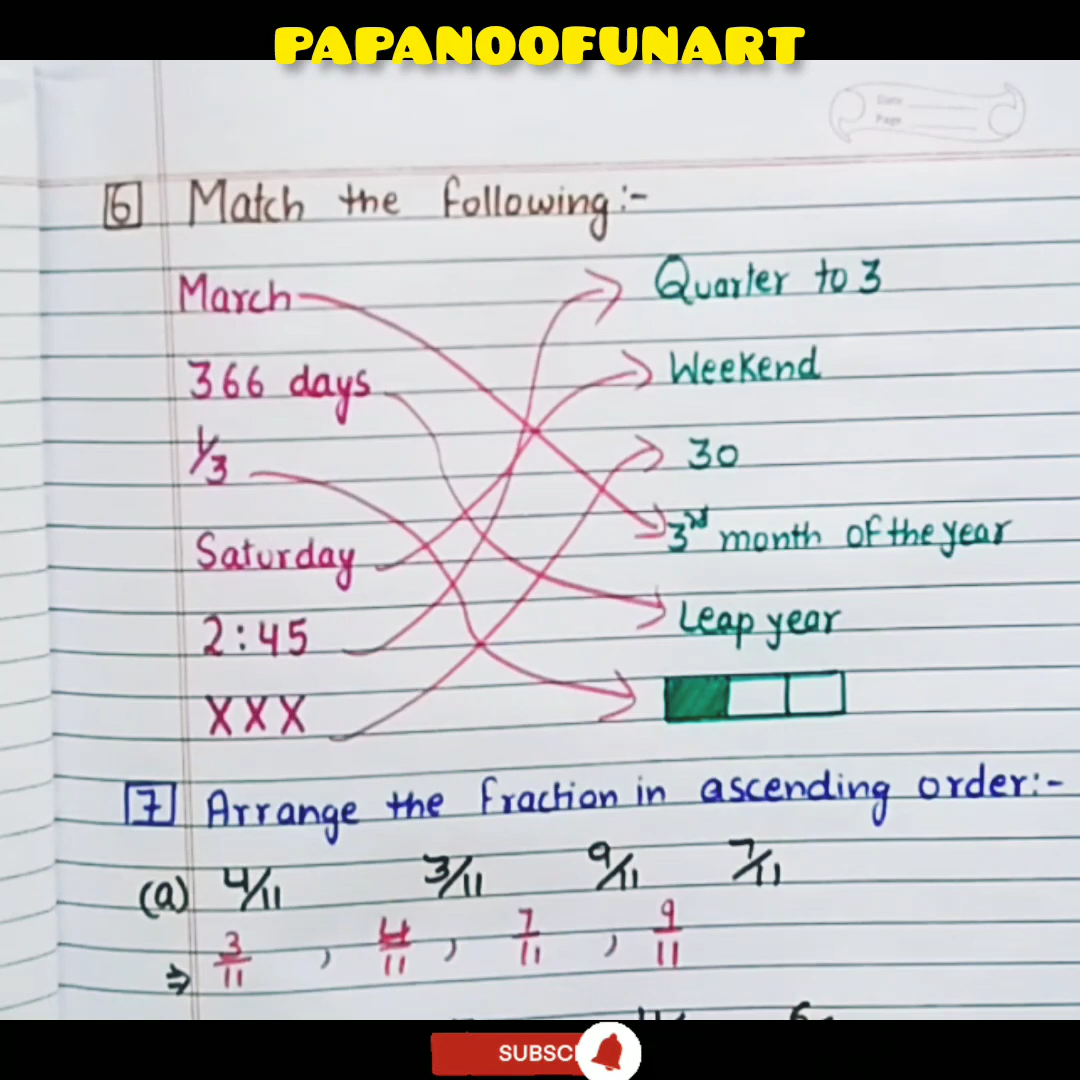 PAPANOOFUNART
Date
Page
6 Match the following:-
March Quarter to 3
366 days Weekend
1/3 30
Saturday 3rd month of the year
2:45 Leap year
XXX
7 Arrange the fraction in ascending order:-
(a) 4/11 3/11 9/11 7/11
⇒ 3/11 , 4/11 , 7/11 , 9/11
SUBSC